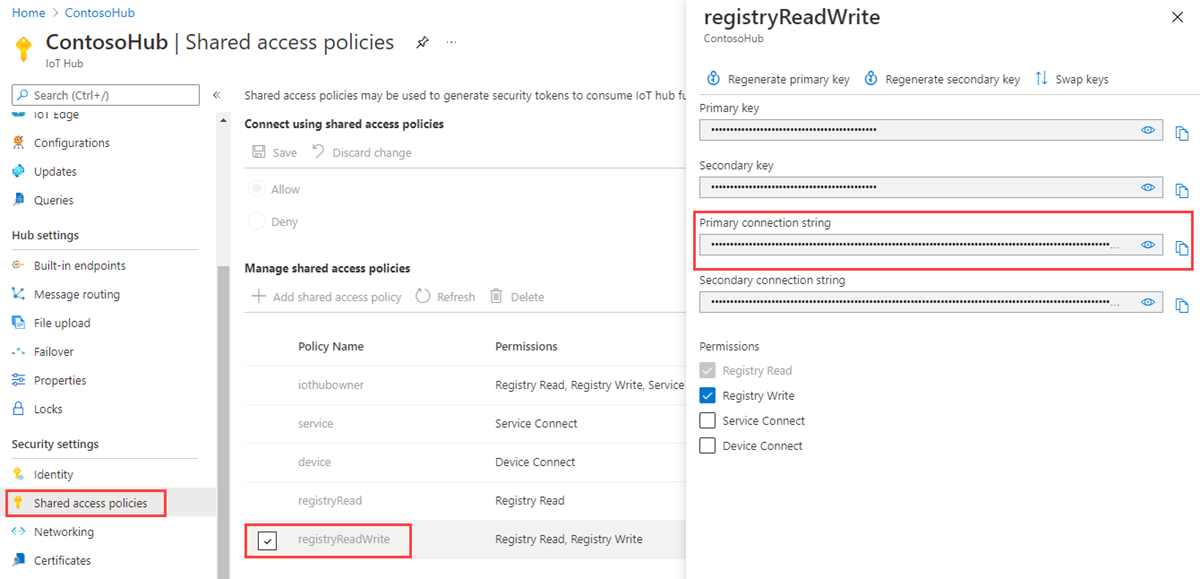 Home > ContosoHub
ContosoHub | Shared access policies ...
IoT Hub
Search (Ctrl+/)
«
IoT Edge
Configurations
Updates
Queries
Hub settings
Built-in endpoints
Message routing
File upload
Failover
Properties
Locks
Security settings
Identity
Shared access policies
Networking
Certificates
Shared access policies may be used to generate security tokens to consume IoT hub fu
Connect using shared access policies
Save Discard change
Allow
Deny
Manage shared access policies
Add shared access policy Refresh Delete
Policy Name Permissions
iothubowner Registry Read, Registry Write, Service
service Service Connect
device Device Connect
registryRead Registry Read
registryReadWrite Registry Read, Registry Write
registryReadWrite
ContosoHub
Regenerate primary key Regenerate secondary key Swap keys
Primary key
Secondary key
Primary connection string
Secondary connection string
Permissions
Registry Read
Registry Write
Service Connect
Device Connect